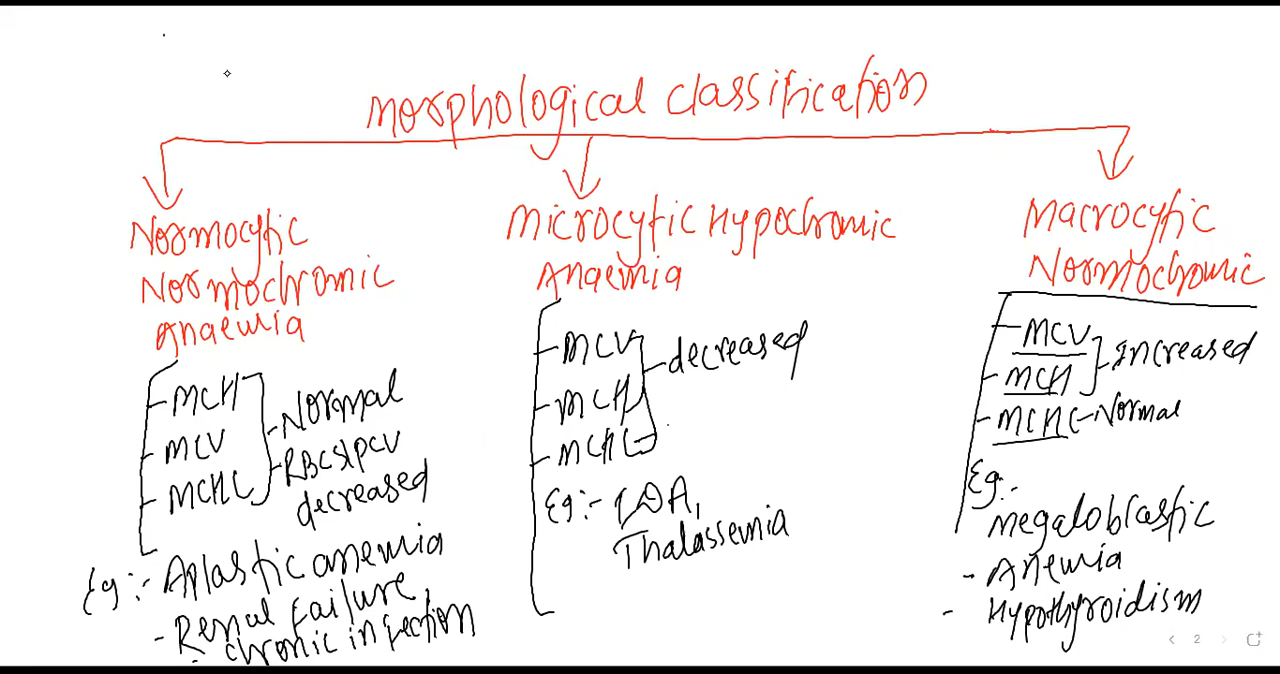 Morphological classification
Normocytic
Normochromic
Anaemia
MCH
MCV
MCHC
Normal
RBCs/PCV
decreased
Eg:- Aplastic anemia
- Renal failure,
- chronic infection
Microcytic Hypochromic
Anaemia
- MCV
- MCH
- MCHC
- decreased
Eg:- IDA,
Thalassemia
Macrocytic
Normochromic
- MCV
- MCH
- MCHC - Normal
Increased
Eg:-
Megaloblastic
- Anemia
- Hypothyroidism
2